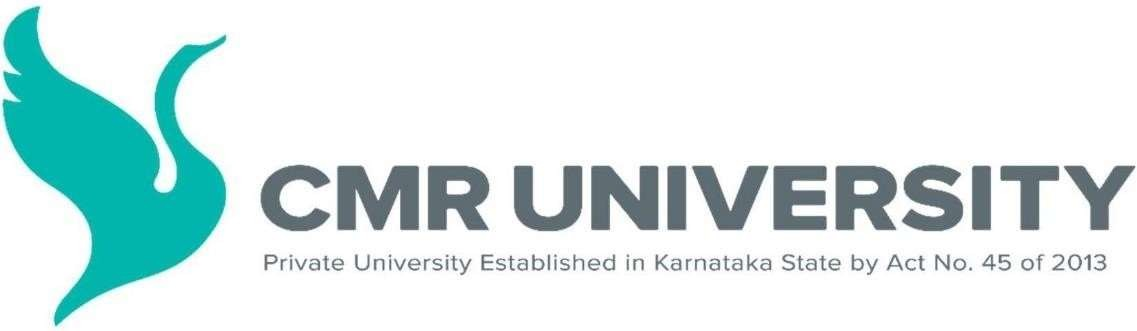 CMR UNIVERSITY
Private University Established in Karnataka State by Act No. 45 of 2013